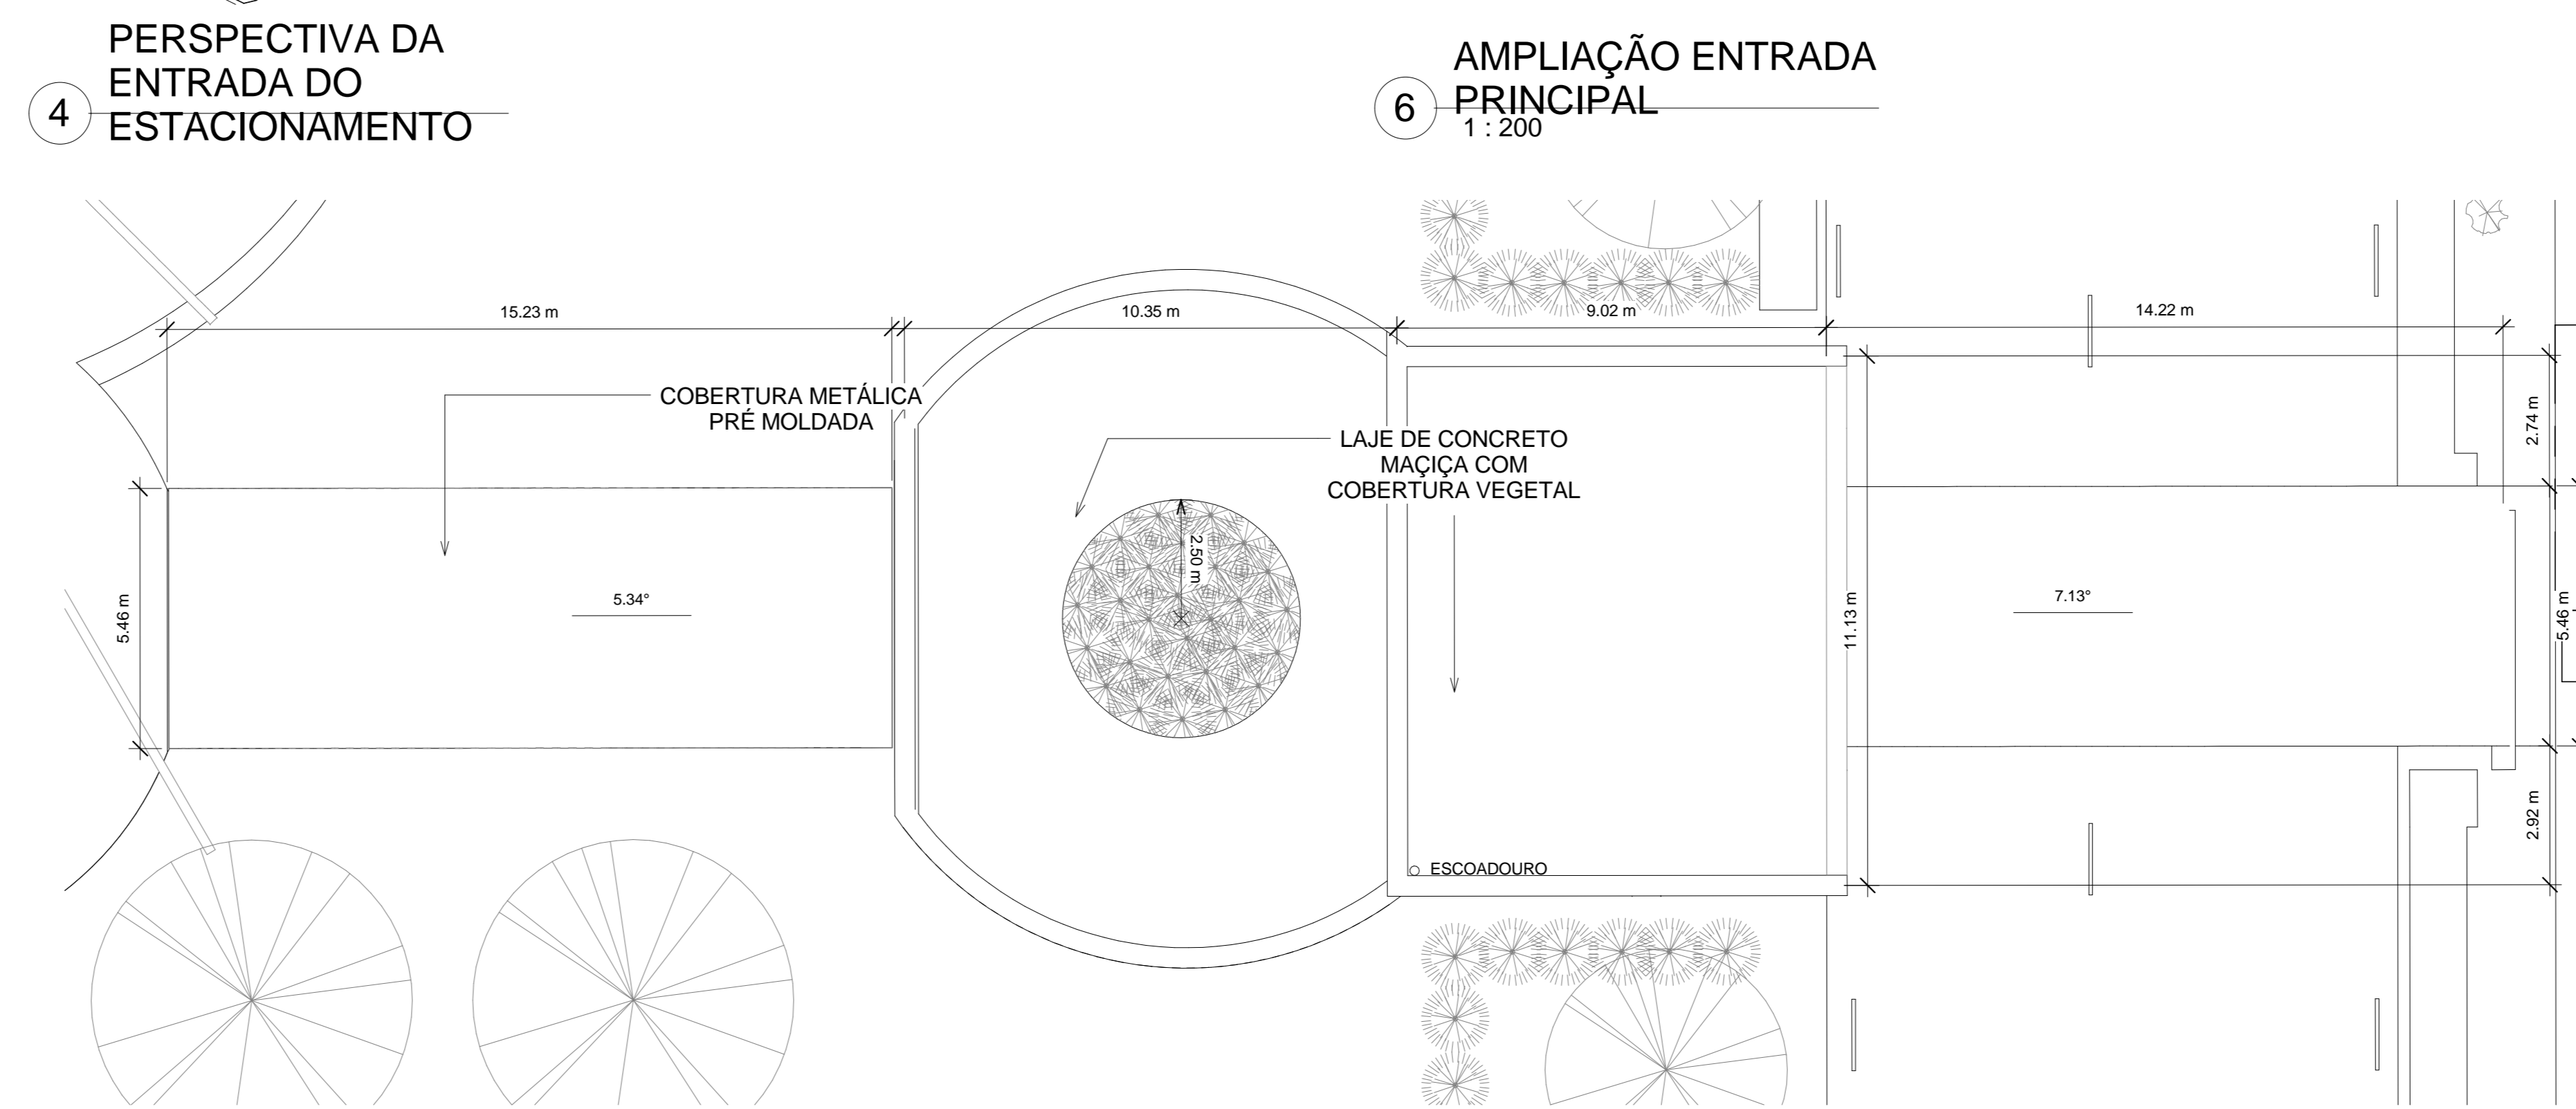 PERSPECTIVA DA
ENTRADA DO
ESTACIONAMENTO
4
AMPLIAÇÃO ENTRADA
PRINCIPAL
6
1 : 200
15.23 m
10.35 m
9.02 m
14.22 m
COBERTURA METÁLICA
PRÉ MOLDADA
LAJE DE CONCRETO
MAÇIÇA COM
COBERTURA VEGETAL
2.74 m
2.50 m
5.46 m
5.34°
11.13 m
7.13°
5.46 m
2.92 m
ESCOADOURO